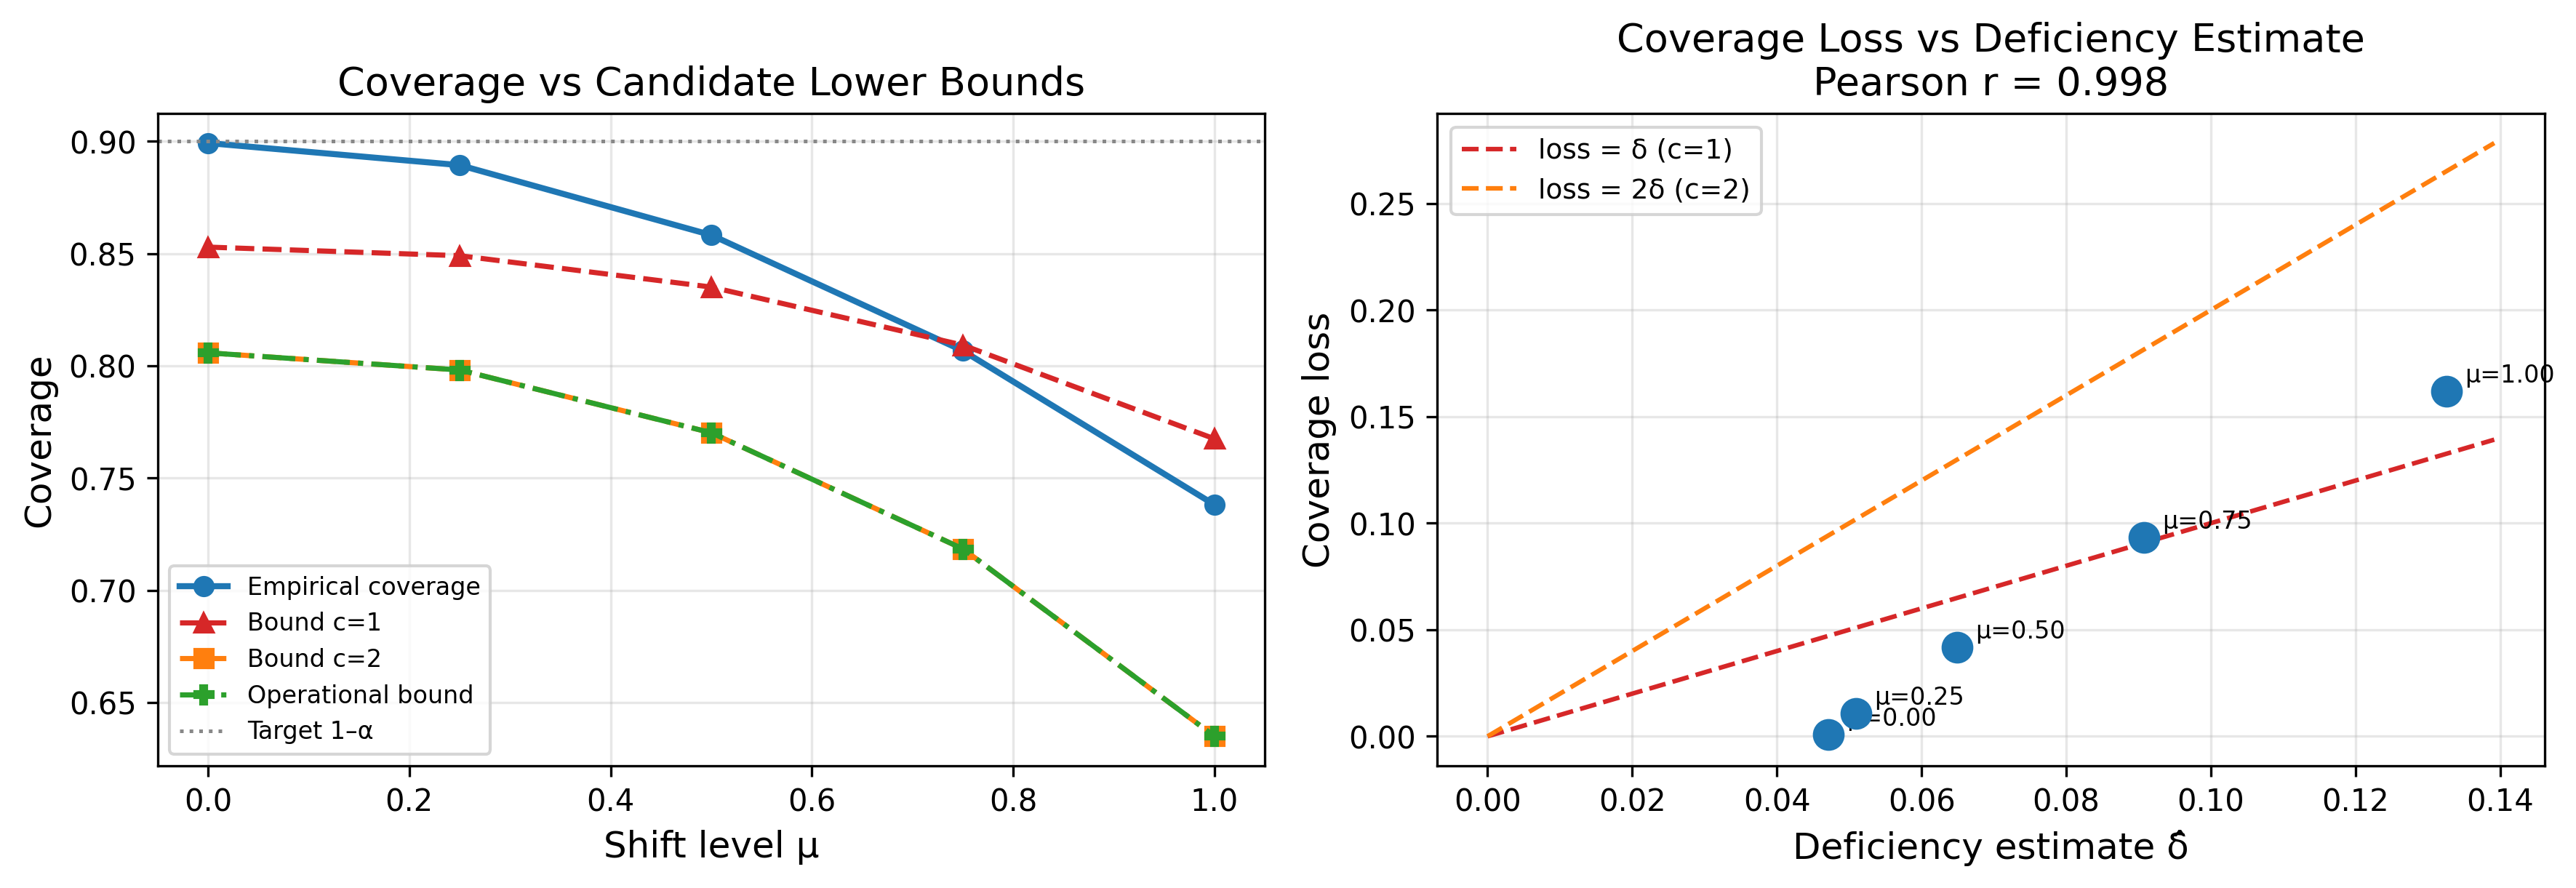 Coverage vs Candidate Lower Bounds
Coverage
0.90
0.85
0.80
0.75
0.70
0.65
Empirical coverage
Bound c=1
Bound c=2
Operational bound
Target 1–α
0.0 0.2 0.4 0.6 0.8 1.0
Shift level μ
Coverage Loss vs Deficiency Estimate
Pearson r = 0.998
Coverage loss
0.25
0.20
0.15
0.10
0.05
0.00
loss = δ (c=1)
loss = 2δ (c=2)
μ=1.00
μ=0.75
μ=0.50
μ=0.25
=0.00
0.00 0.02 0.04 0.06 0.08 0.10 0.12 0.14
Deficiency estimate δ̂